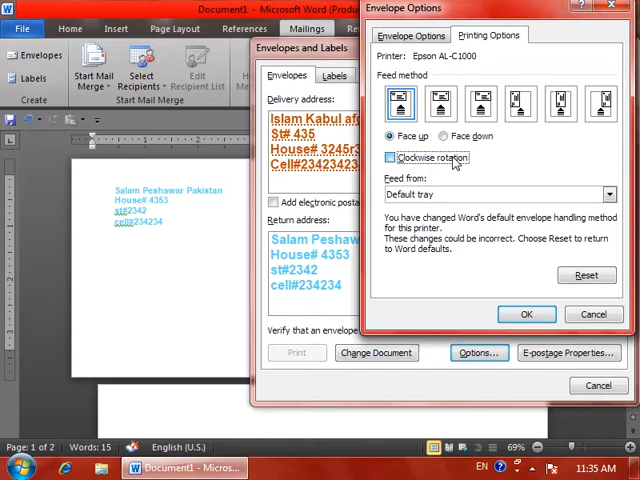 Document1 - Microsoft Word (Produ
File Home Insert Page Layout References Mailings
Envelopes
Labels
Create
Start Mail Merge
Select Recipients
Edit Recipient
Start Mail Merge
Envelopes and Labels
Envelopes Labels
Delivery address:
Islam Kabul afg
St# 435
House# 3245r3
Cell#23423423
Add electronic posta
Return address:
Salam Peshawar
House# 4353
st#2342
cell#234234
Verify that an envelope
Print Change Document Options... E-postage Properties...
Cancel
Envelope Options
Envelope Options Printing Options
Printer: Epson AL-C1000
Feed method
Face up Face down
Clockwise rotation
Feed from:
Default tray
You have changed Word's default envelope handling method
for this printer.
These changes could be incorrect. Choose Reset to return
to Word defaults.
Reset
OK Cancel
Salam Peshawar Pakistan
House# 4353
st#2342
cell#234234
Page: 1 of 2 Words: 15 English (U.S.) 69%
Document1 - Micros... EN 11:35 AM